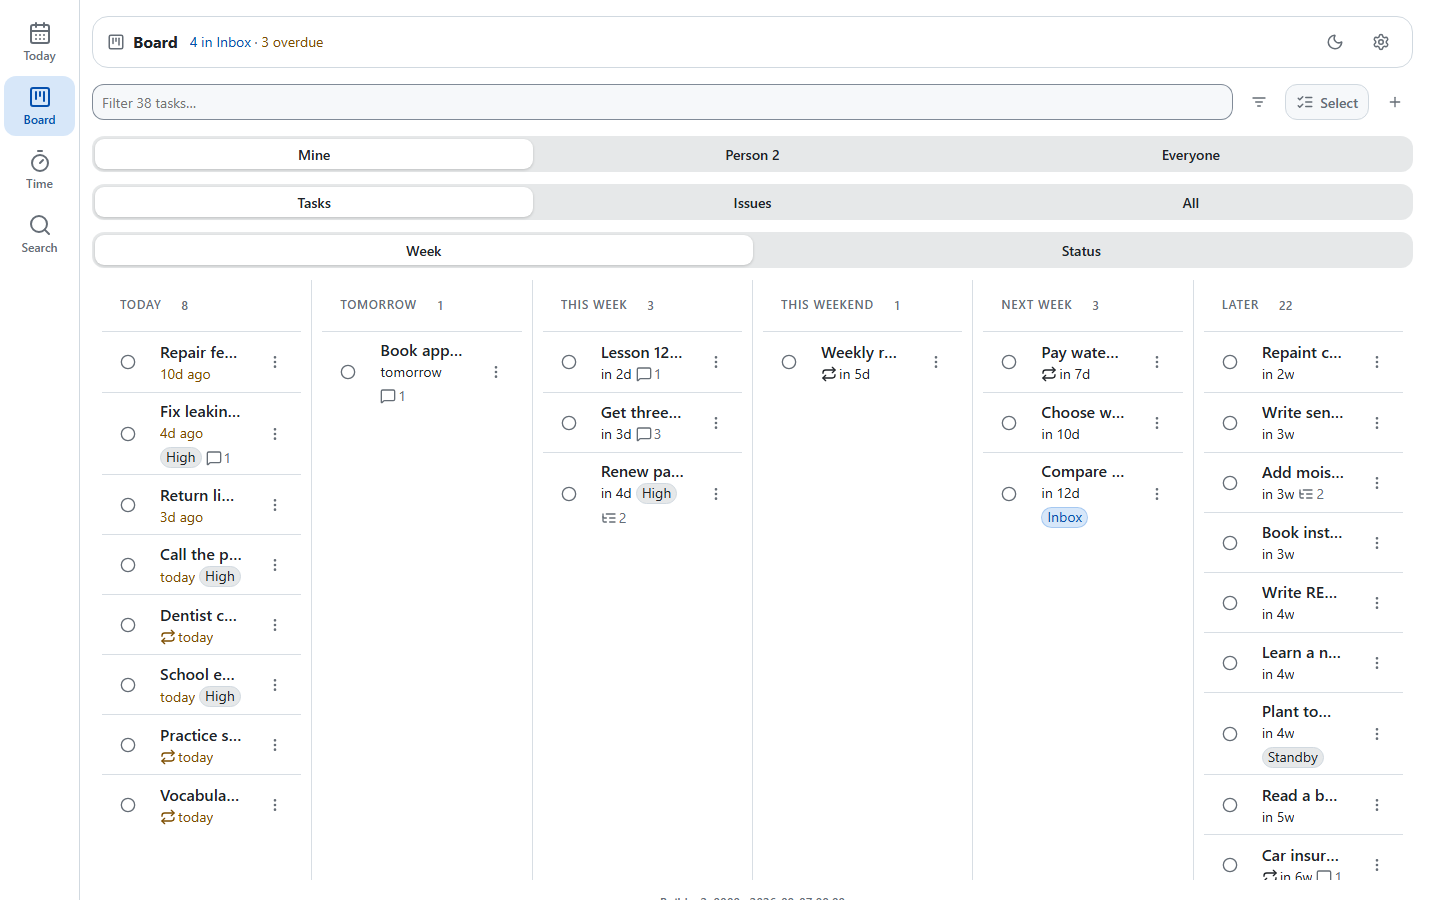 Today
Board
Time
Search
Board 4 in Inbox · 3 overdue
Filter 38 tasks...
Select
Mine Person 2 Everyone
Tasks Issues All
Week Status
TODAY 8
Repair fe...
10d ago
Fix leakin...
4d ago
High 1
Return li...
3d ago
Call the p...
today High
Dentist c...
today
School e...
today High
Practice s...
today
Vocabula...
today
TOMORROW 1
Book app...
tomorrow
1
THIS WEEK 3
Lesson 12...
in 2d 1
Get three...
in 3d 3
Renew pa...
in 4d High
2
THIS WEEKEND 1
Weekly r...
in 5d
NEXT WEEK 3
Pay wate...
in 7d
Choose w...
in 10d
Compare ...
in 12d
Inbox
LATER 22
Repaint c...
in 2w
Write sen...
in 3w
Add mois...
in 3w 2
Book inst...
in 3w
Write RE...
in 4w
Learn a n...
in 4w
Plant to...
in 4w
Standby
Read a b...
in 5w
Car insur...
in 6w 1